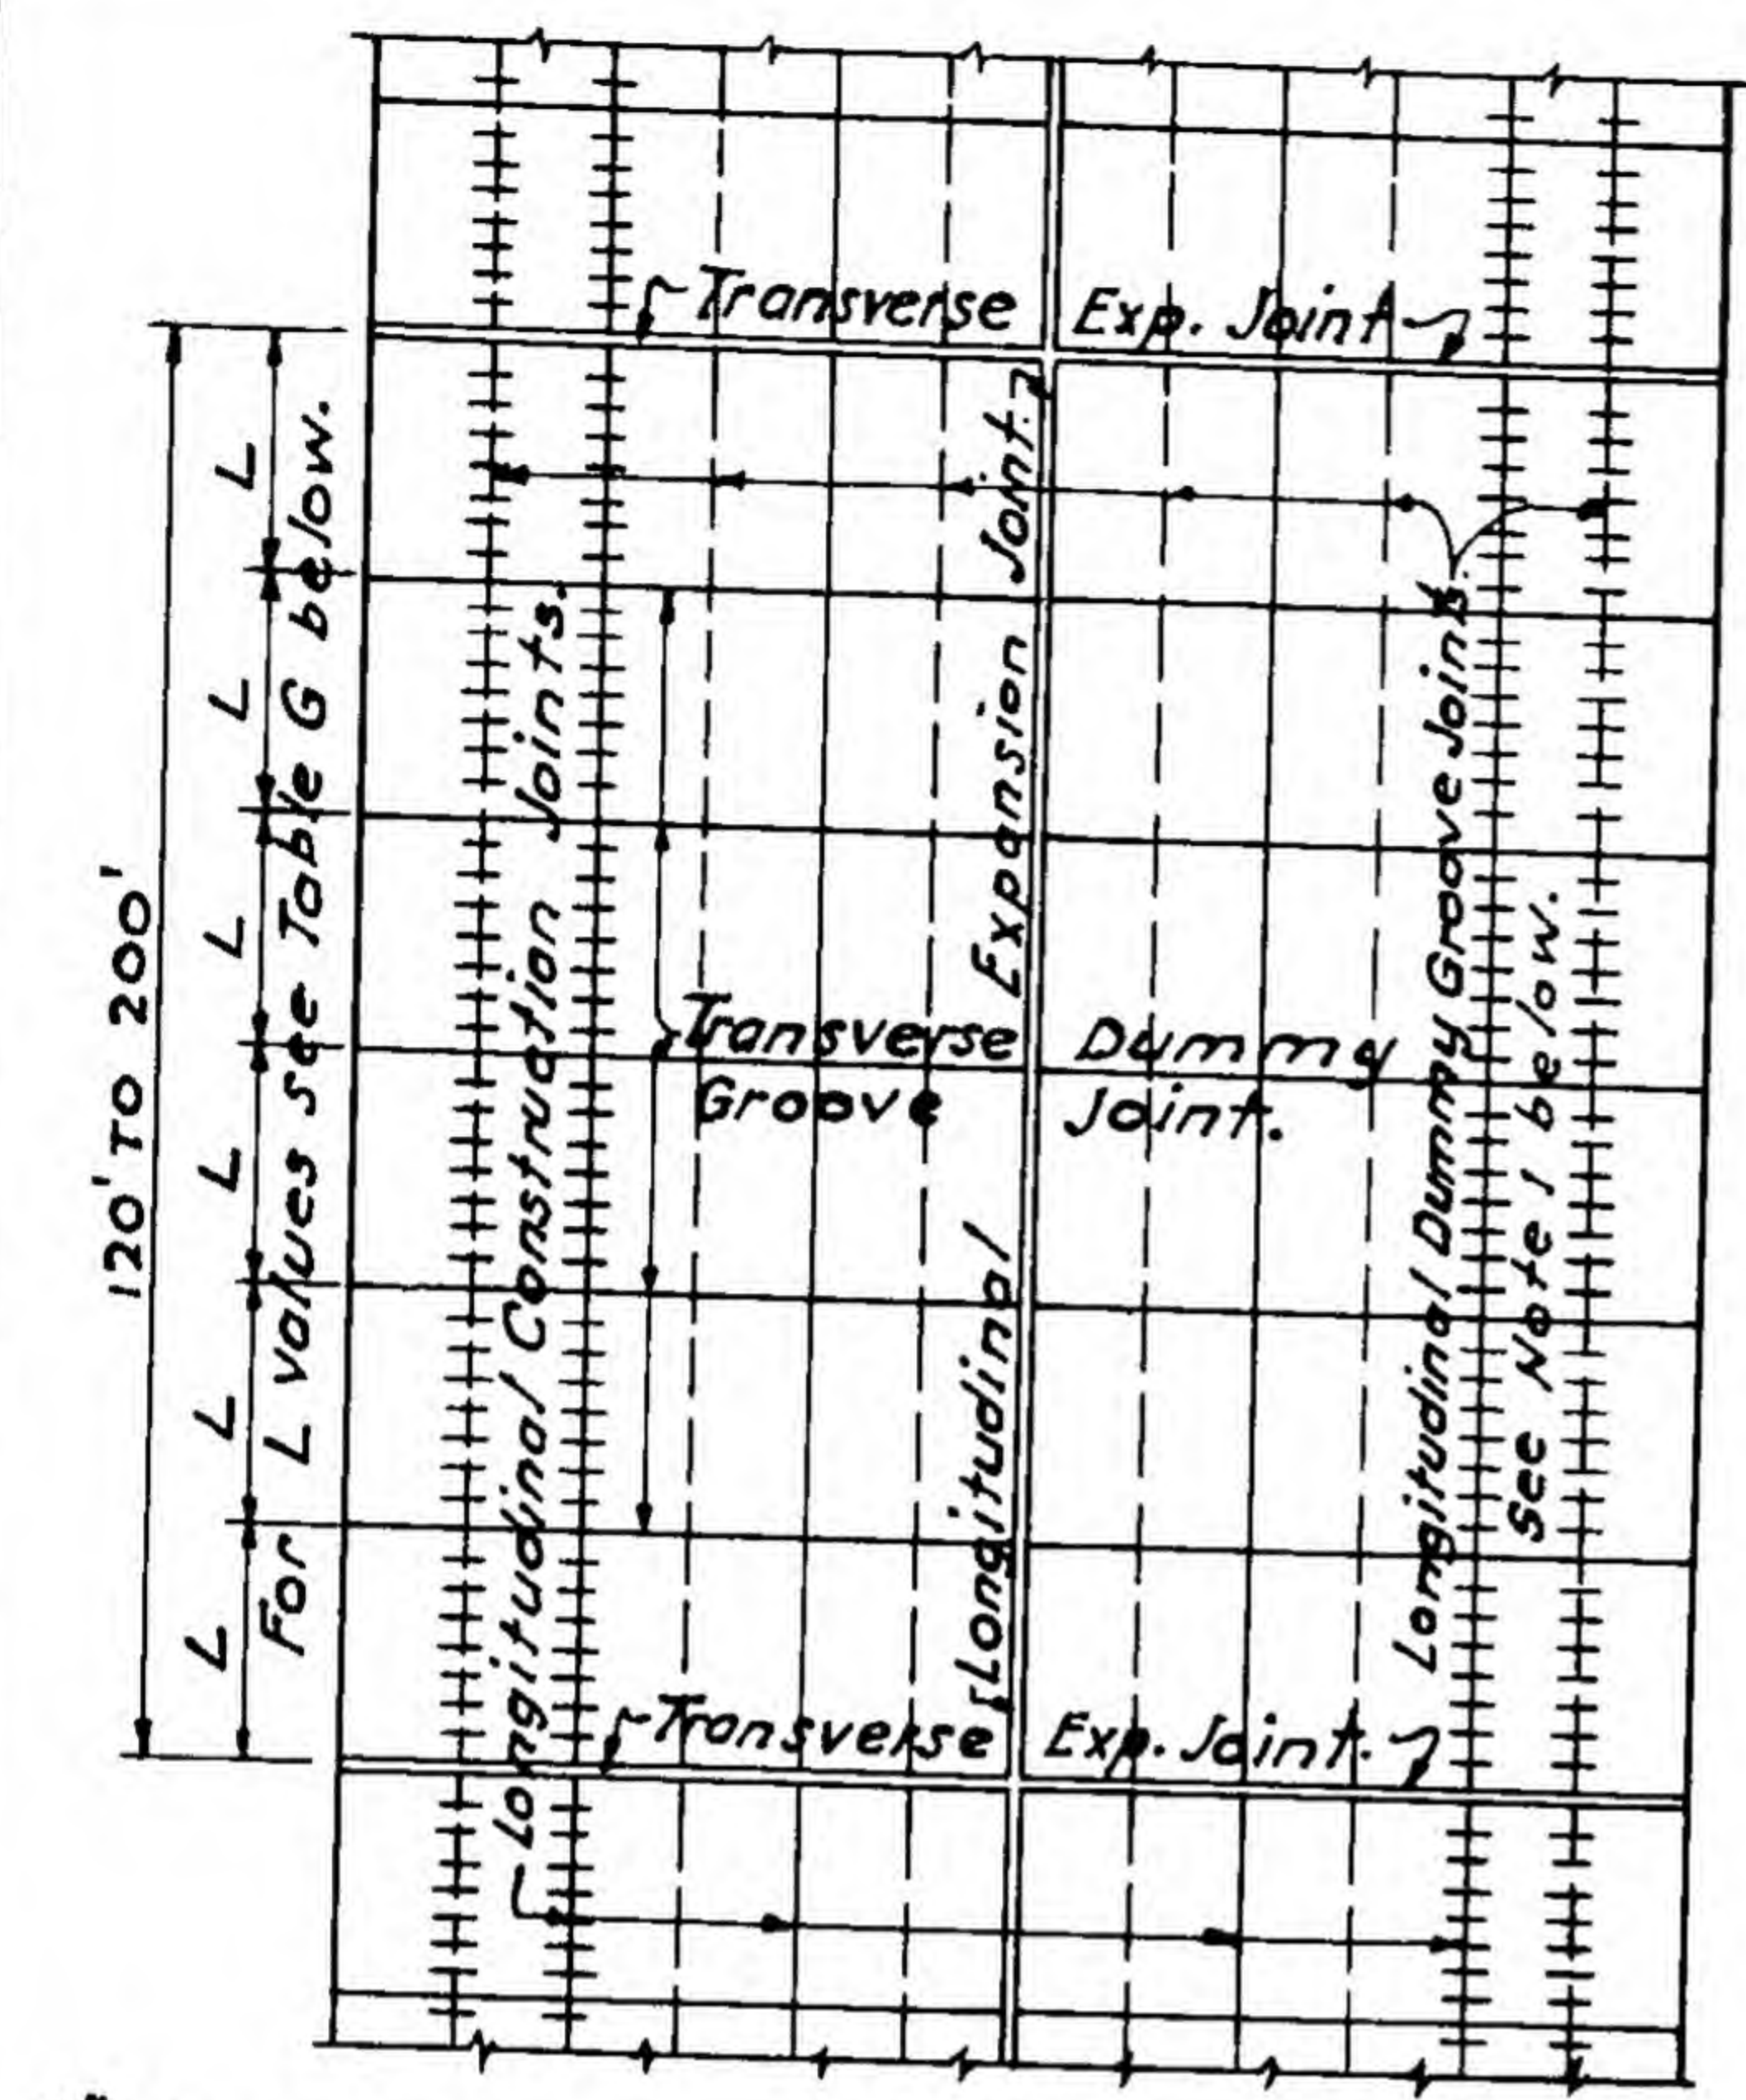 Transverse Exp. Joint
120' TO 200'
L
L
L
L
L
L
For L values see Table G below.
Longitudinal Construction Joints.
Longitudinal Expansion Joint.
Transverse Dummy
Groove Joint.
Longitudinal Dummy Groove Joints.
See Note 1 below.
Transverse Exp. Joint.